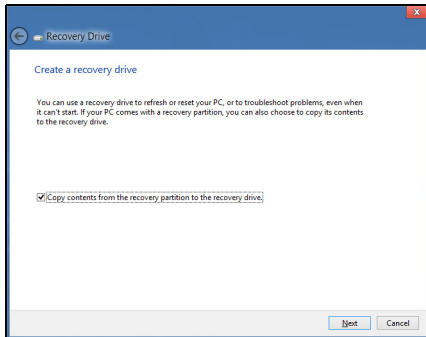 Recovery Drive
Create a recovery drive
You can use a recovery drive to refresh or reset your PC, or to troubleshoot problems, even when
it can't start. If your PC comes with a recovery partition, you can also choose to copy its contents
to the recovery drive.
Copy contents from the recovery partition to the recovery drive.
Next Cancel